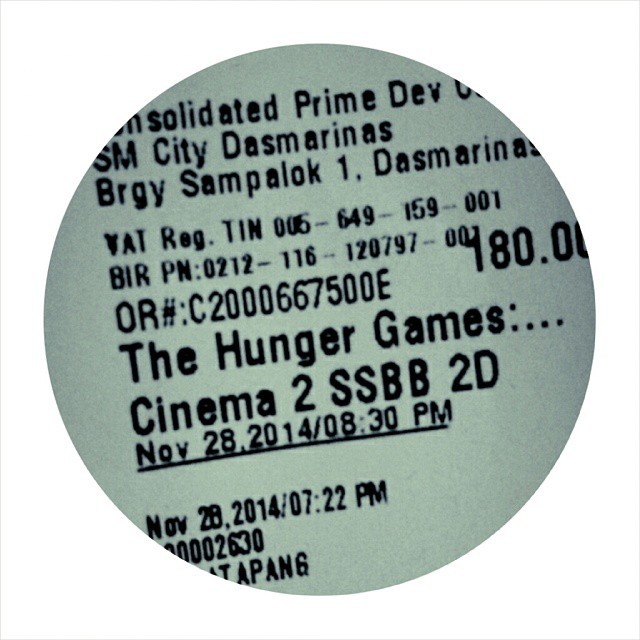 nsolidated Prime Dev
SM City Dasmarinas
Brgy Sampalok 1, Dasmarinas
VAT Reg. TIN 005- 649- 159- 001
BIR PN:0212- 116- 120797- 001
180.00
OR#:C2000667500E
The Hunger Games:....
Cinema 2 SSBB 2D
Nov 28,2014/08:30 PM
Nov 28,2014/07:22 PM
00002630
ATAPANG